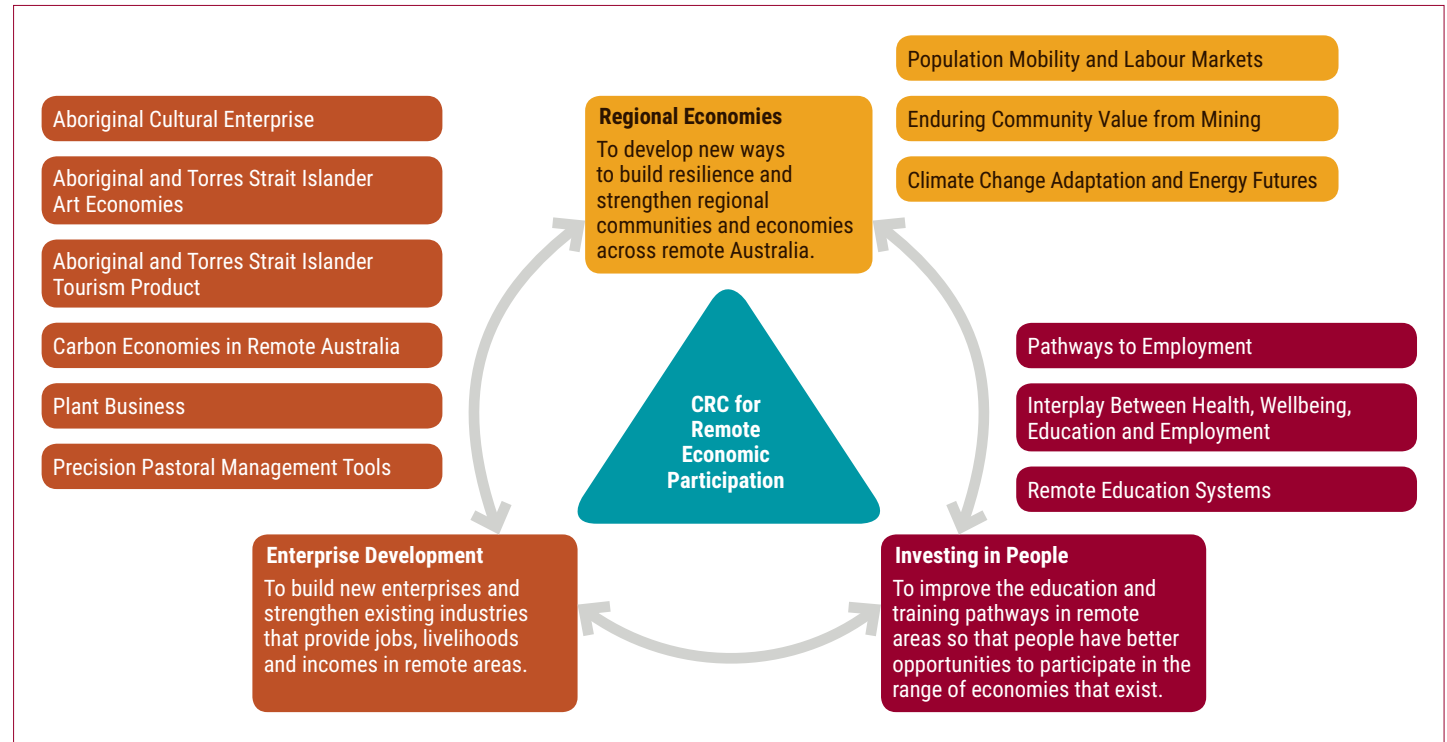 Population Mobility and Labour Markets
Enduring Community Value from Mining
Climate Change Adaptation and Energy Futures
Regional Economies
To develop new ways
to build resilience and
strengthen regional
communities and economies
across remote Australia.
Aboriginal Cultural Enterprise
Aboriginal and Torres Strait Islander
Art Economies
Aboriginal and Torres Strait Islander
Tourism Product
Carbon Economies in Remote Australia
Plant Business
Precision Pastoral Management Tools
CRC for
Remote
Economic
Participation
Pathways to Employment
Interplay Between Health, Wellbeing,
Education and Employment
Remote Education Systems
Enterprise Development
To build new enterprises and
strengthen existing industries
that provide jobs, livelihoods
and incomes in remote areas.
Investing in People
To improve the education and
training pathways in remote
areas so that people have better
opportunities to participate in the
range of economies that exist.